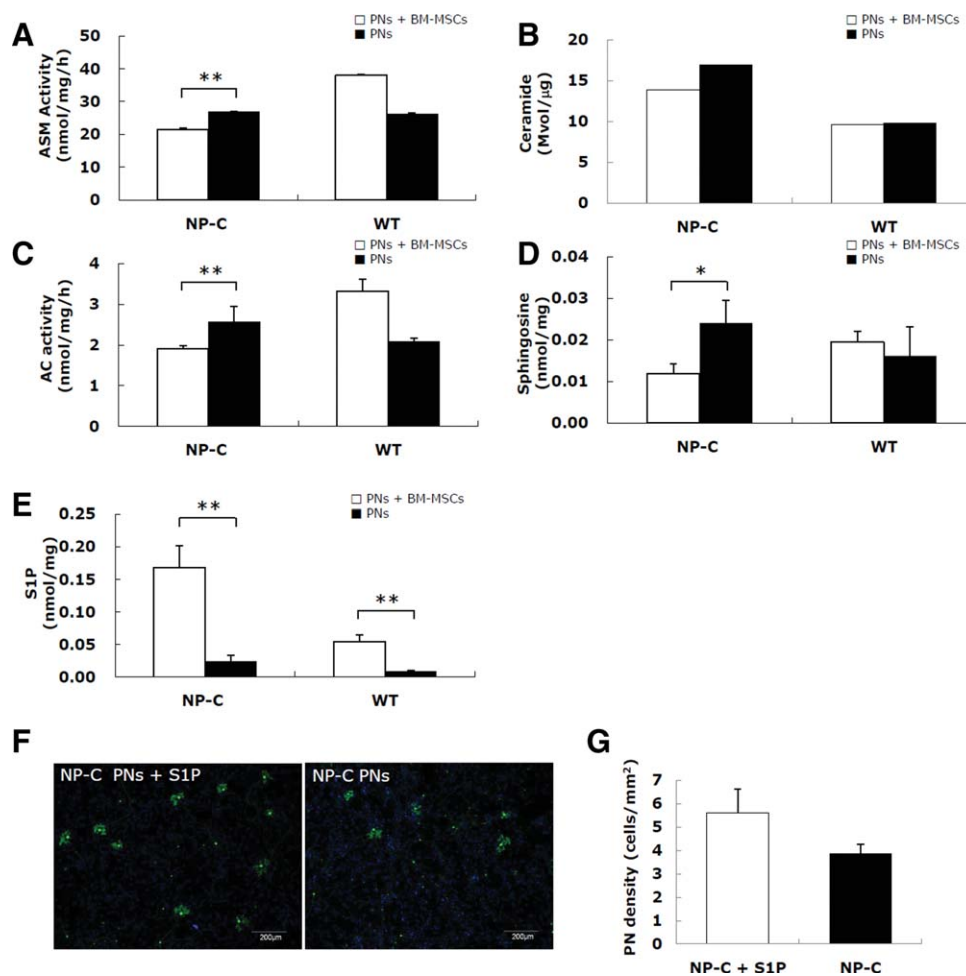 A
PNs + BM-MSCs
PNs
ASM Activity
(nmol/mg/h)
50
40
30
20
10
0
**
NP-C
WT
B
PNs + BM-MSCs
PNs
Ceramide
(Mvol/µg)
20
15
10
5
0
NP-C
WT
C
PNs + BM-MSCs
PNs
AC activity
(nmol/mg/h)
4
3
2
1
0
**
NP-C
WT
D
PNs + BM-MSCs
PNs
Sphingosine
(nmol/mg)
0.04
0.03
0.02
0.01
0.00
*
NP-C
WT
E
PNs + BM-MSCs
PNs
S1P
(nmol/mg)
0.25
0.20
0.15
0.10
0.05
0.00
**
**
NP-C
WT
F
NP-C PNs + S1P
200µm
NP-C PNs
200µm
G
PN density (cells/mm²)
7
6
5
4
3
2
1
0
NP-C + S1P
NP-C